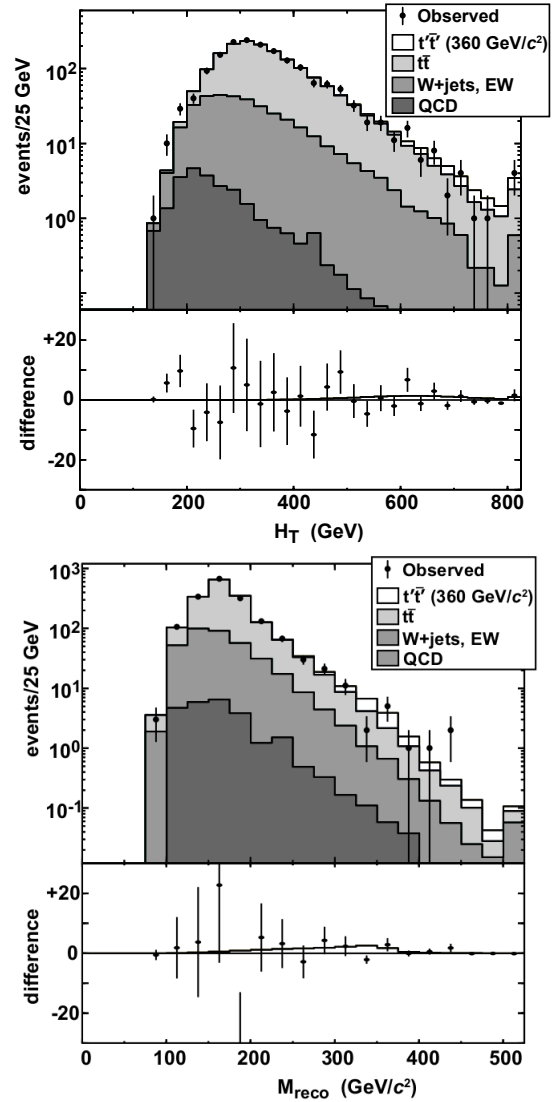 Observed
t′t̄′ (360 GeV/c²)
tt̄
W+jets, EW
QCD
events/25 GeV
10²
10¹
10⁰
difference
+20
0
-20
0 200 400 600 800
H_T (GeV)
Observed
t′t̄′ (360 GeV/c²)
tt̄
W+jets, EW
QCD
events/25 GeV
10³
10²
10¹
10⁰
10⁻¹
difference
+20
0
-20
0 100 200 300 400 500
M_reco (GeV/c²)